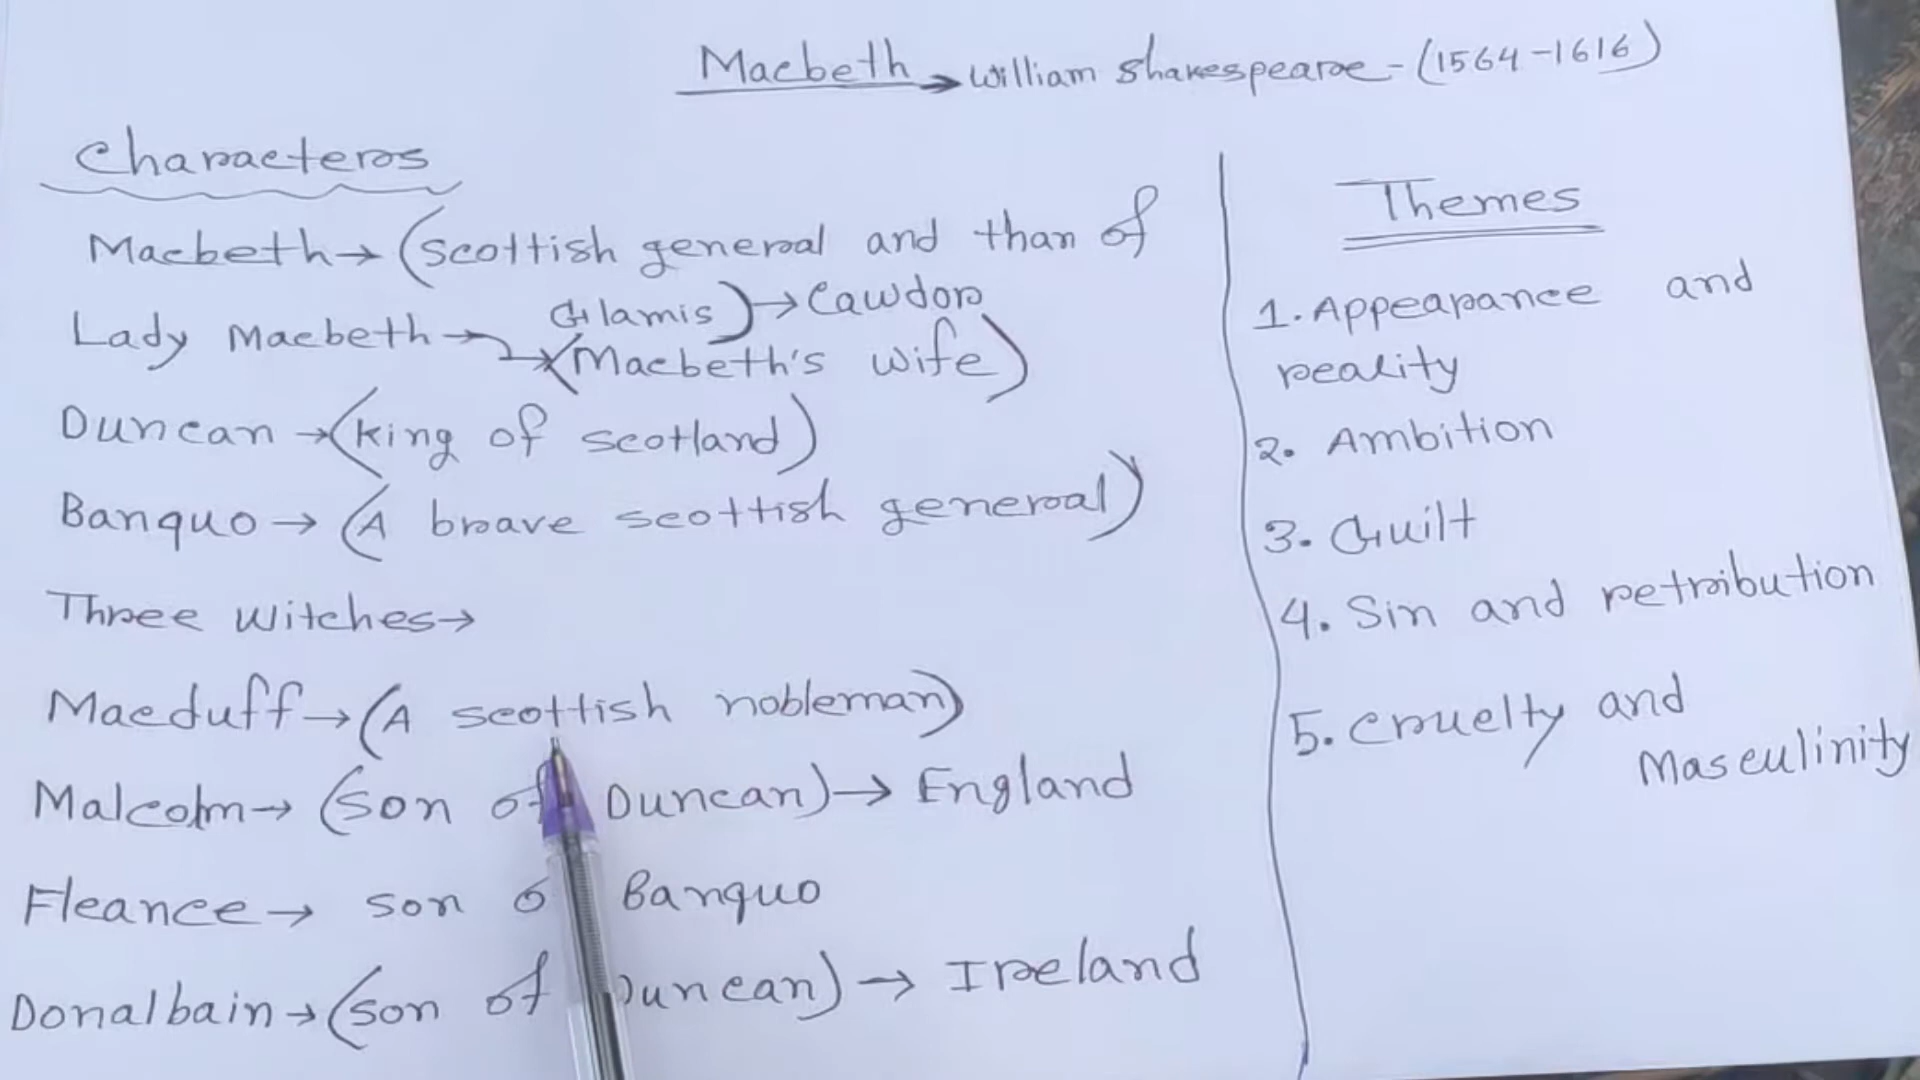 Macbeth → William Shakespeare - (1564-1616)
Characters
Macbeth → (Scottish general and than of
Glamis) → Cawdor
Lady Macbeth → (Macbeth's wife)
Duncan → (king of scotland)
Banquo → (A brave scottish general)
Three witches →
Macduff → (A scottish nobleman)
Malcolm → (son of Duncan) → England
Fleance → son of Banquo
Donalbain → (son of Duncan) → Ireland
Themes
1. Appearance and
reality
2. Ambition
3. Guilt
4. Sin and retribution
5. Cruelty and
Masculinity